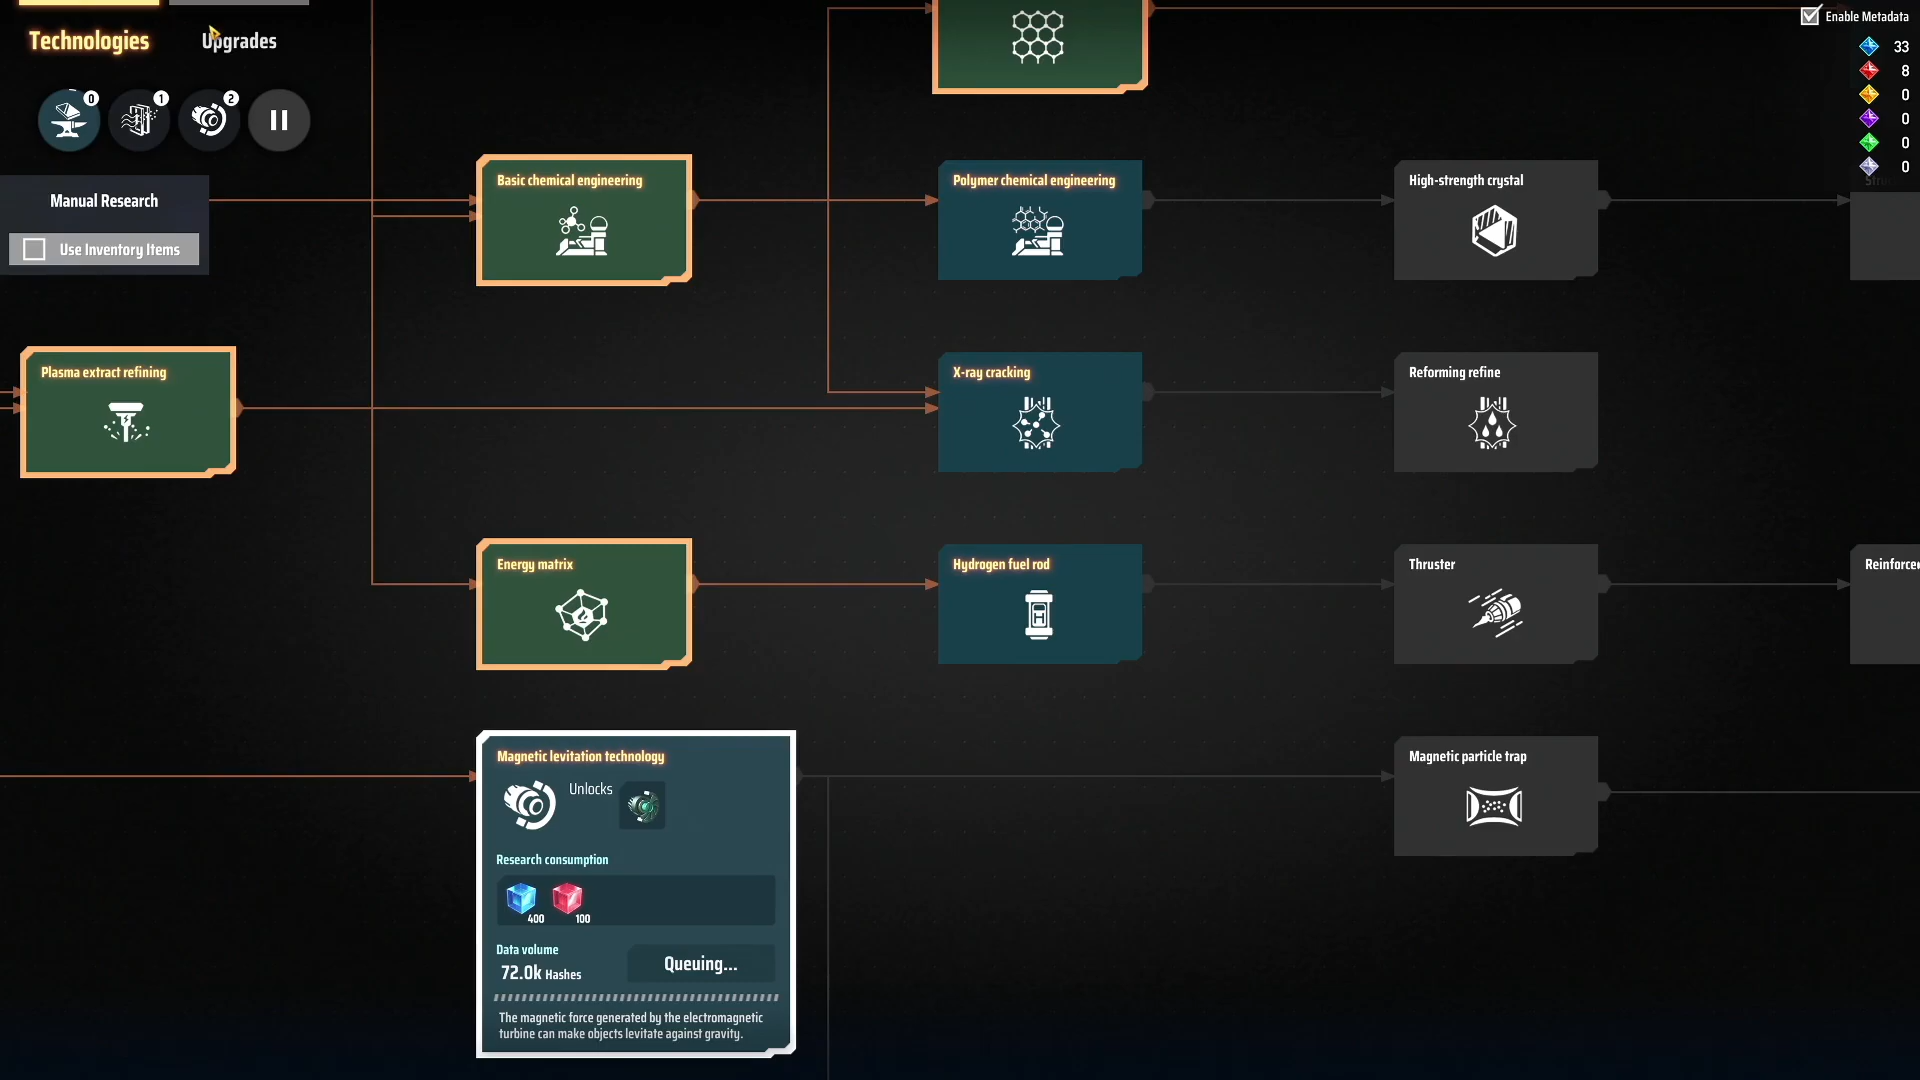 Technologies
Upgrades
Enable Metadata
33
8
0
0
0
0
0
1
2
Manual Research
Use Inventory Items
Basic chemical engineering
Polymer chemical engineering
High-strength crystal
Plasma extract refining
X-ray cracking
Reforming refine
Energy matrix
Hydrogen fuel rod
Thruster
Reinforce
Magnetic levitation technology
Unlocks
Research consumption
400
100
Data volume
72.0k Hashes
Queuing...
The magnetic force generated by the electromagnetic
turbine can make objects levitate against gravity.
Magnetic particle trap